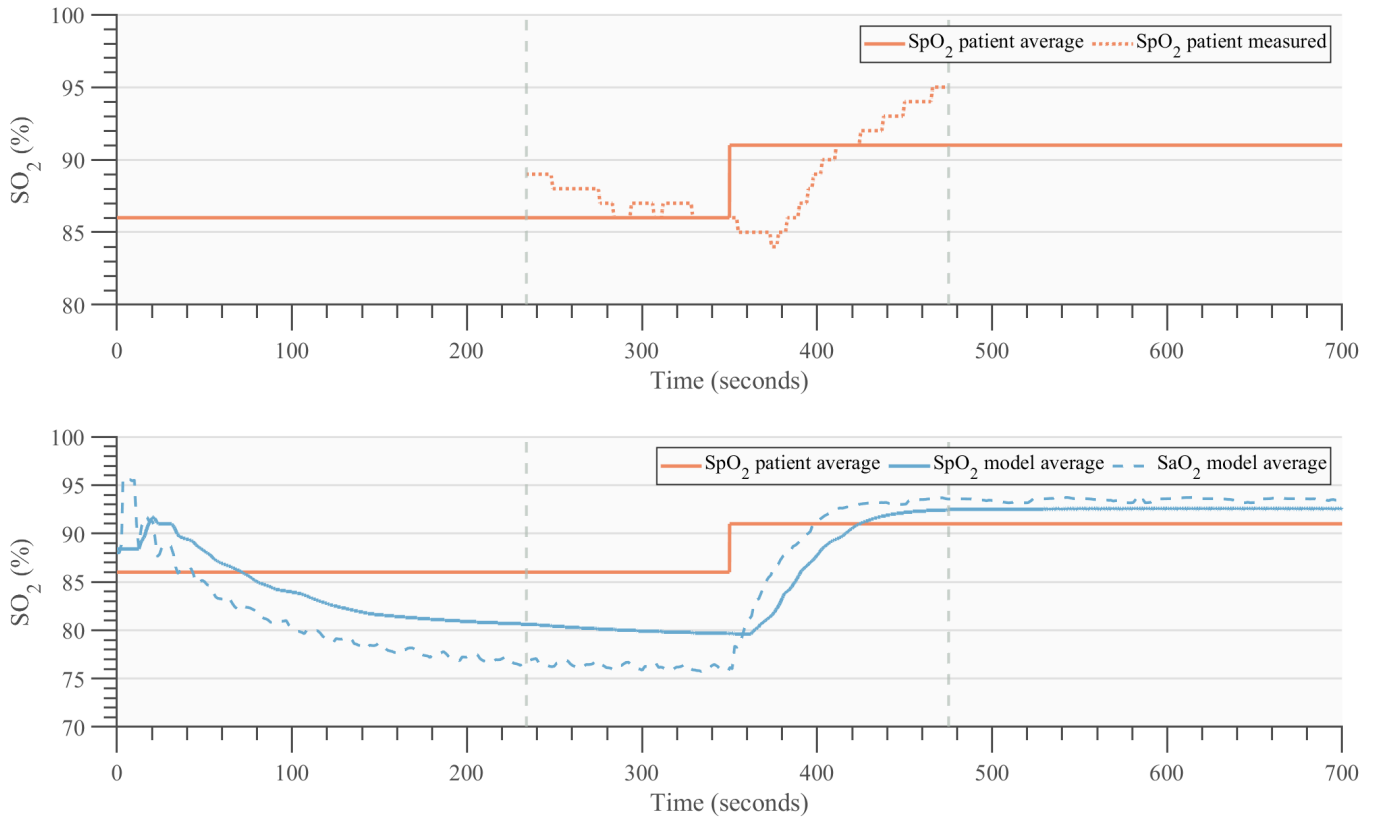 100
SpO2 patient average SpO2 patient measured
95
90
85
80
SO2 (%)
0 100 200 300 400 500 600 700
Time (seconds)
100
SpO2 patient average SpO2 model average SaO2 model average
95
90
85
80
75
70
SO2 (%)
0 100 200 300 400 500 600 700
Time (seconds)